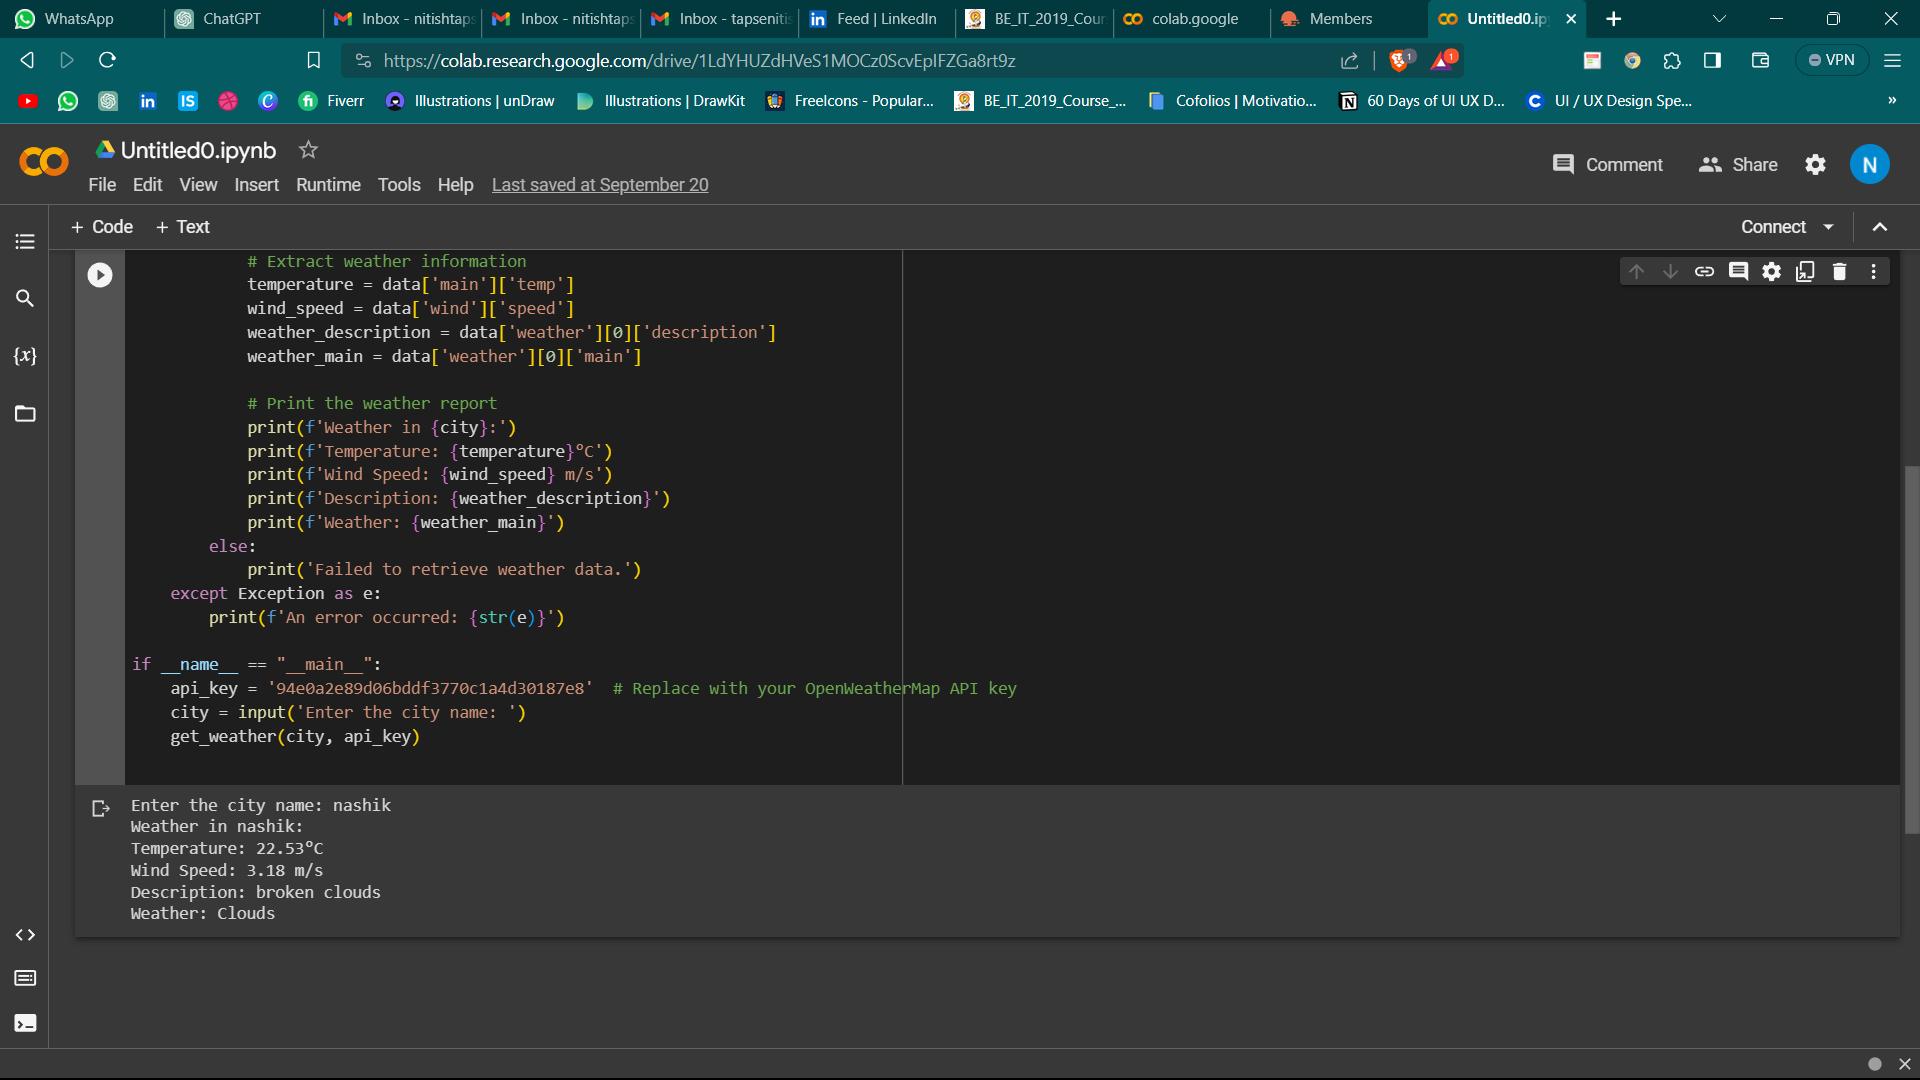 WhatsApp
ChatGPT
Inbox - nitishtaps
Inbox - nitishtaps
Inbox - tapseniti
Feed | LinkedIn
BE_IT_2019_Cour
colab.google
Members
Untitled0.ip
https://colab.research.google.com/drive/1LdYHUZdHVeS1MOCz0ScvEpIFZGa8rt9z
1
1
VPN
in
IS
Fiverr
Illustrations | unDraw
Illustrations | DrawKit
FreeIcons - Popular...
BE_IT_2019_Course_...
Cofolios | Motivatio...
60 Days of UI UX D...
UI / UX Design Spe...
»
Untitled0.ipynb
Comment
Share
N
File Edit View Insert Runtime Tools Help Last saved at September 20
+ Code + Text
Connect
{x}
# Extract weather information
temperature = data['main']['temp']
wind_speed = data['wind']['speed']
weather_description = data['weather'][0]['description']
weather_main = data['weather'][0]['main']
# Print the weather report
print(f'Weather in {city}:')
print(f'Temperature: {temperature}°C')
print(f'Wind Speed: {wind_speed} m/s')
print(f'Description: {weather_description}')
print(f'Weather: {weather_main}')
else:
print('Failed to retrieve weather data.')
except Exception as e:
print(f'An error occurred: {str(e)}')
if __name__ == "__main__":
api_key = '94e0a2e89d06bddf3770c1a4d30187e8' # Replace with your OpenWeatherMap API key
city = input('Enter the city name: ')
get_weather(city, api_key)
Enter the city name: nashik
Weather in nashik:
Temperature: 22.53°C
Wind Speed: 3.18 m/s
Description: broken clouds
Weather: Clouds